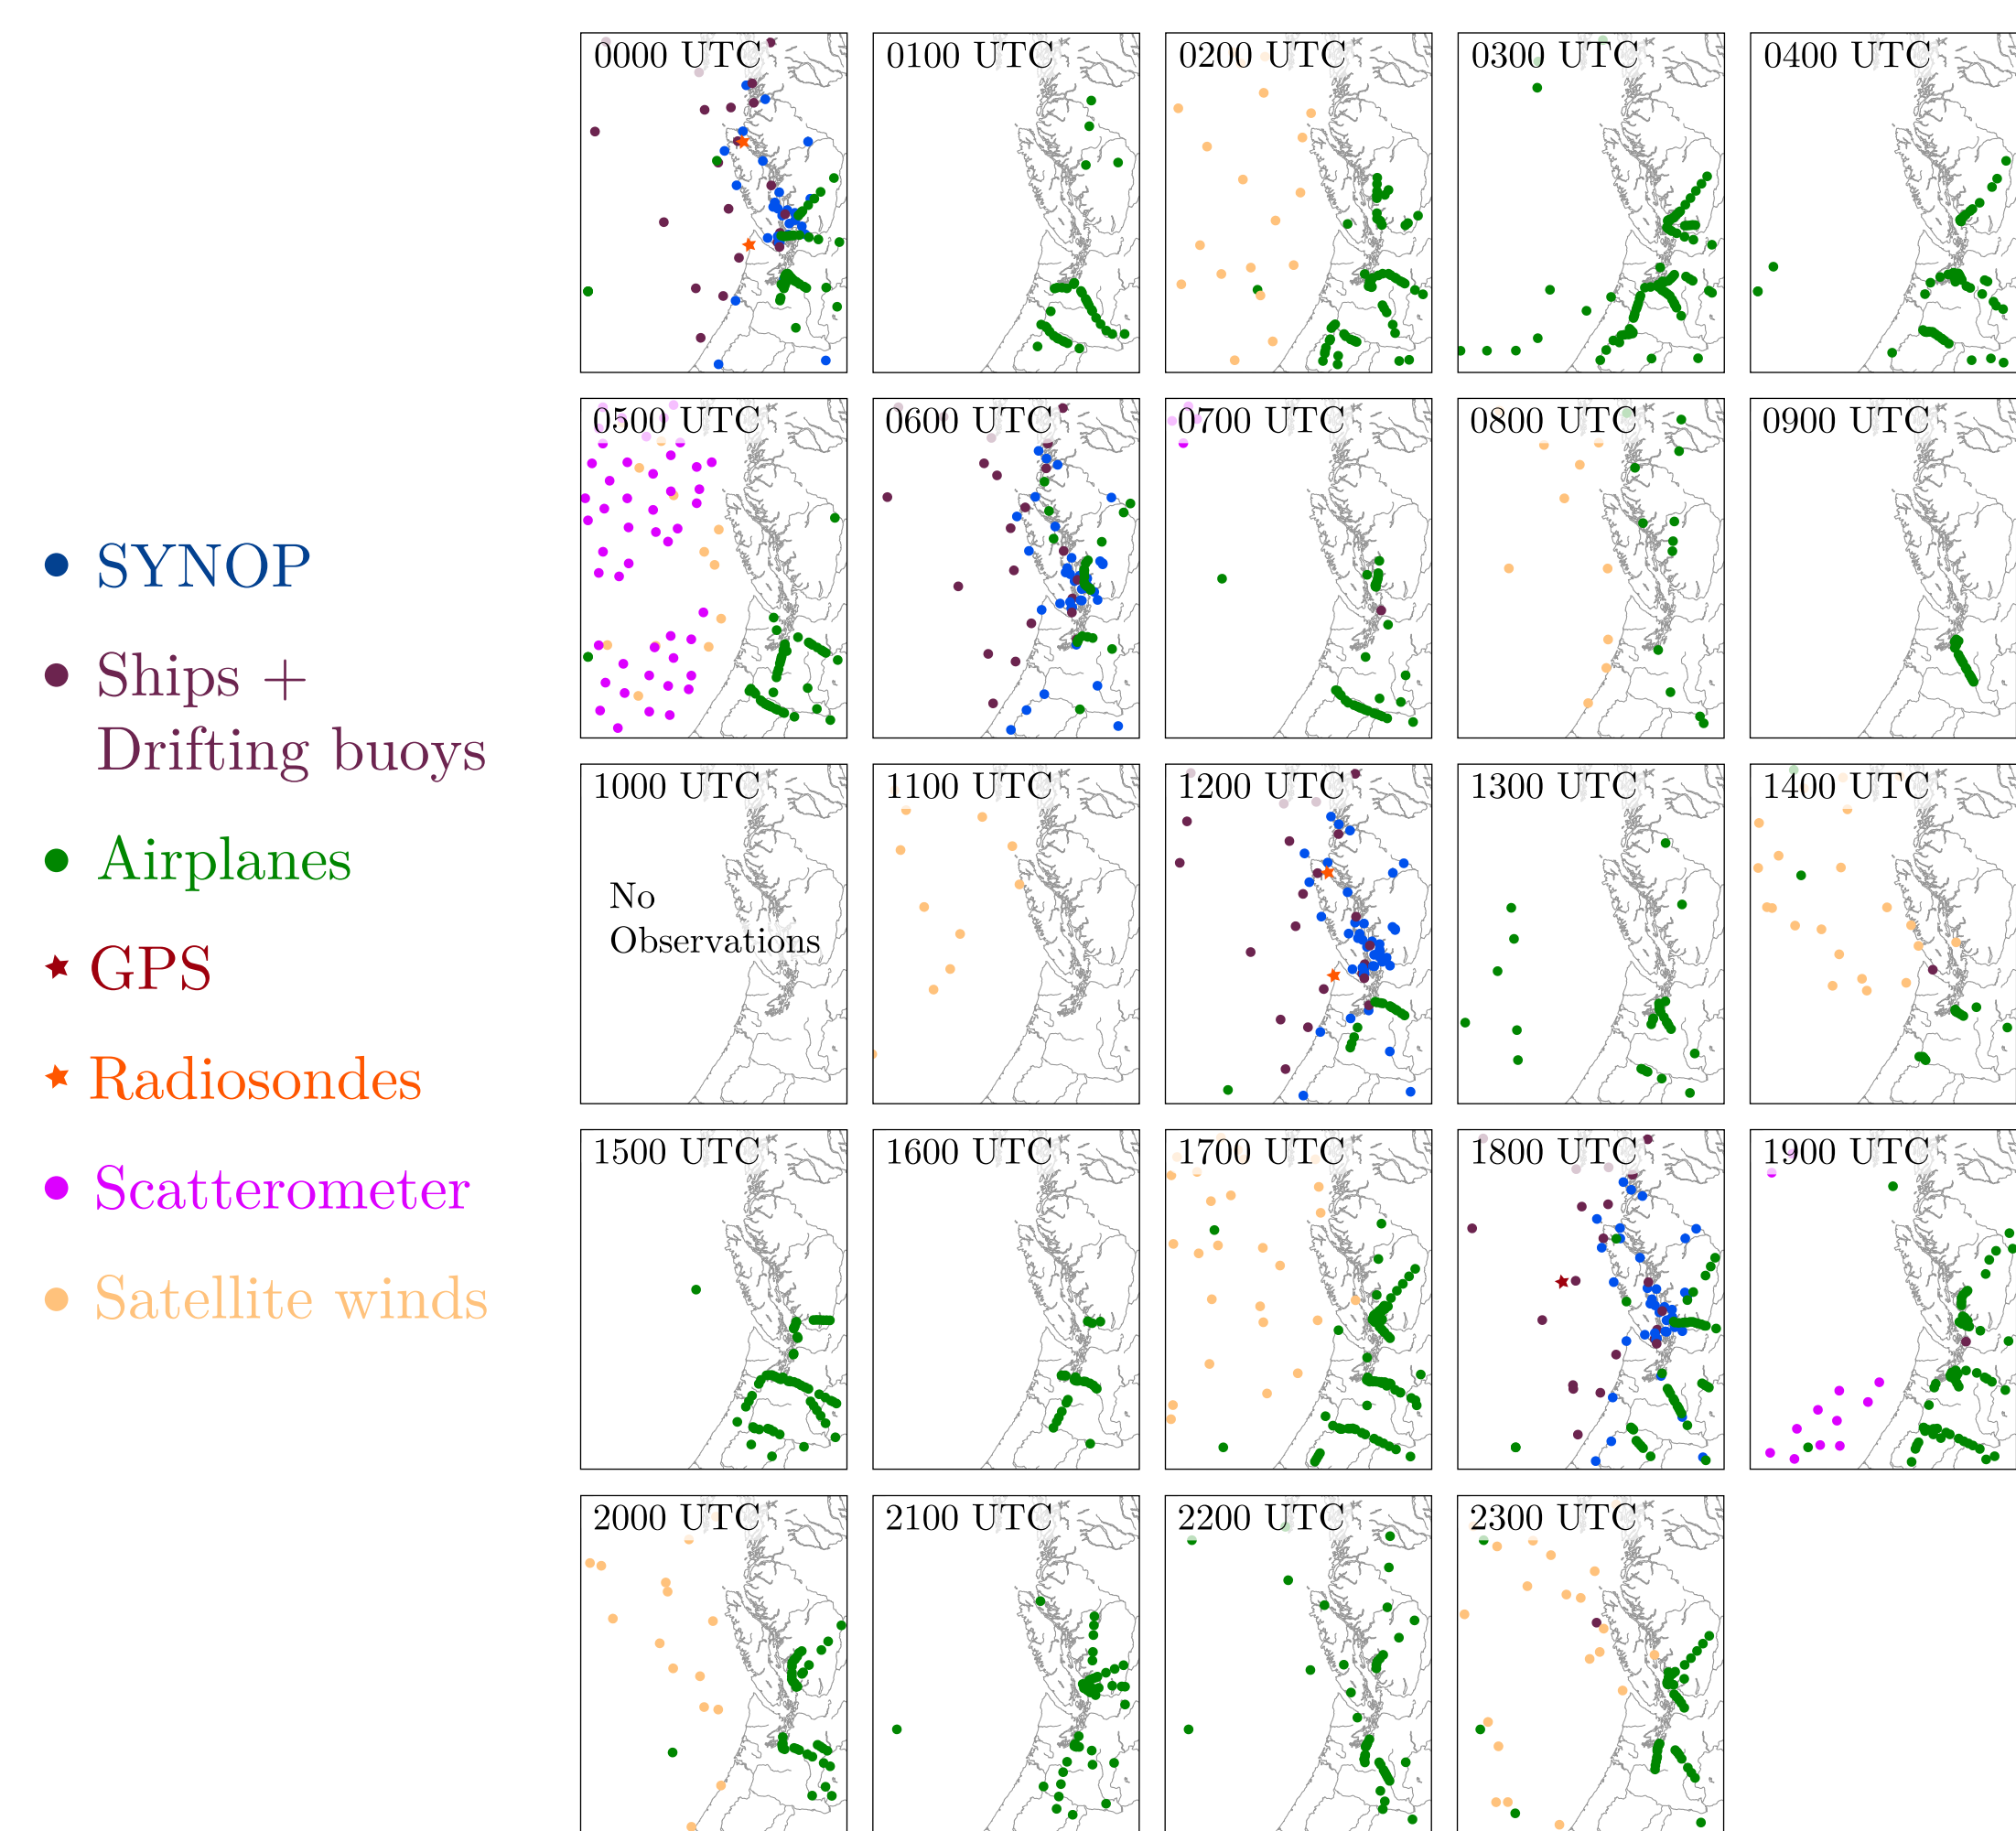 0000 UTC
0100 UTC
0200 UTC
0300 UTC
0400 UTC
0500 UTC
0600 UTC
0700 UTC
0800 UTC
0900 UTC
1000 UTC
No
Observations
1100 UTC
1200 UTC
1300 UTC
1400 UTC
1500 UTC
1600 UTC
1700 UTC
1800 UTC
1900 UTC
2000 UTC
2100 UTC
2200 UTC
2300 UTC
SYNOP
Ships +
Drifting buoys
Airplanes
GPS
Radiosondes
Scatterometer
Satellite winds